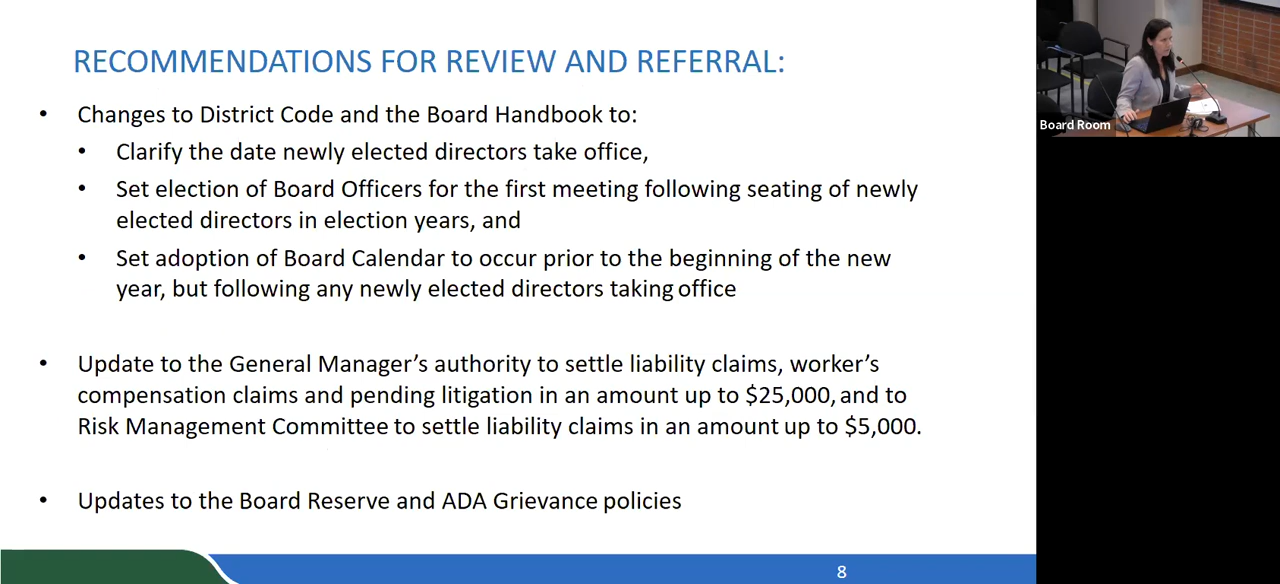 RECOMMENDATIONS FOR REVIEW AND REFERRAL:
• Changes to District Code and the Board Handbook to:
• Clarify the date newly elected directors take office,
• Set election of Board Officers for the first meeting following seating of newly
elected directors in election years, and
• Set adoption of Board Calendar to occur prior to the beginning of the new
year, but following any newly elected directors taking office
• Update to the General Manager’s authority to settle liability claims, worker’s
compensation claims and pending litigation in an amount up to $25,000, and to
Risk Management Committee to settle liability claims in an amount up to $5,000.
• Updates to the Board Reserve and ADA Grievance policies
8
Board Room